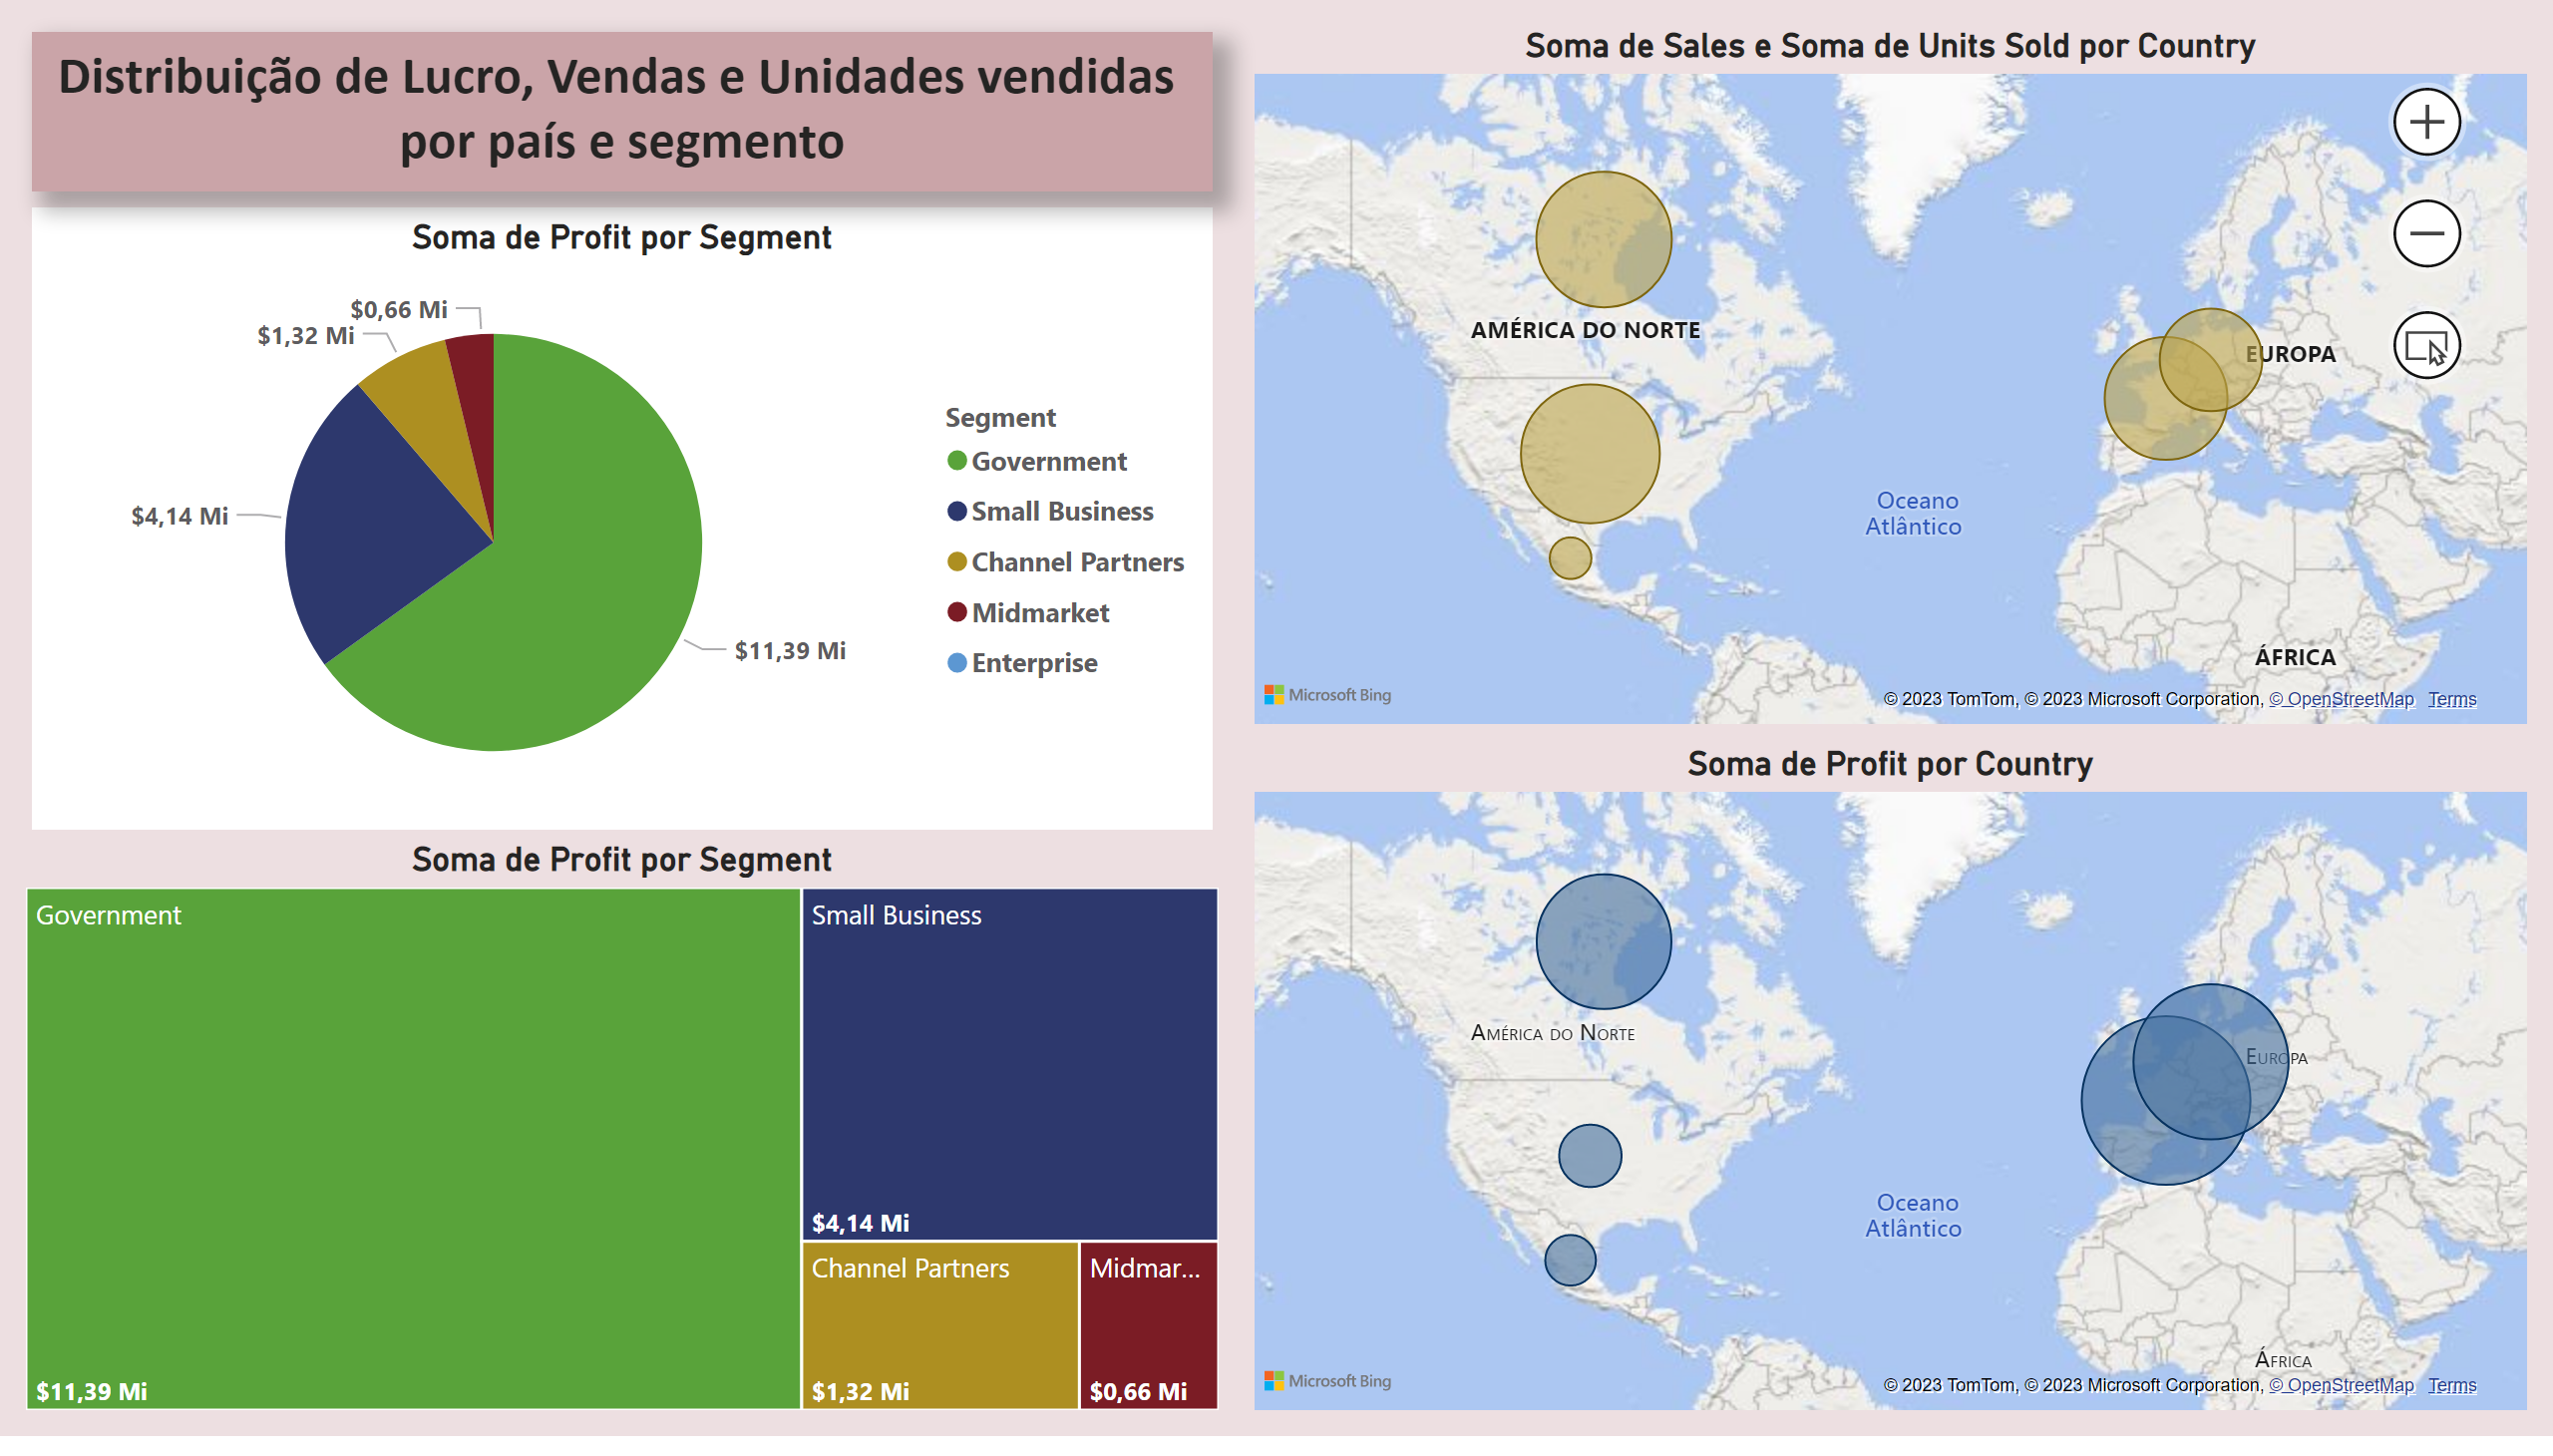 Distribuição de Lucro, Vendas e Unidades vendidas
por país e segmento
Soma de Profit por Segment
$0,66 Mi
$1,32 Mi
$4,14 Mi
$11,39 Mi
Segment
Government
Small Business
Channel Partners
Midmarket
Enterprise
Soma de Profit por Segment
Government
$11,39 Mi
Small Business
$4,14 Mi
Channel Partners
$1,32 Mi
Midmar...
$0,66 Mi
Soma de Sales e Soma de Units Sold por Country
AMÉRICA DO NORTE
EUROPA
Oceano
Atlântico
ÁFRICA
Microsoft Bing
© 2023 TomTom, © 2023 Microsoft Corporation, © OpenStreetMap Terms
Soma de Profit por Country
AMÉRICA DO NORTE
EUROPA
Oceano
Atlântico
ÁFRICA
Microsoft Bing
© 2023 TomTom, © 2023 Microsoft Corporation, © OpenStreetMap Terms